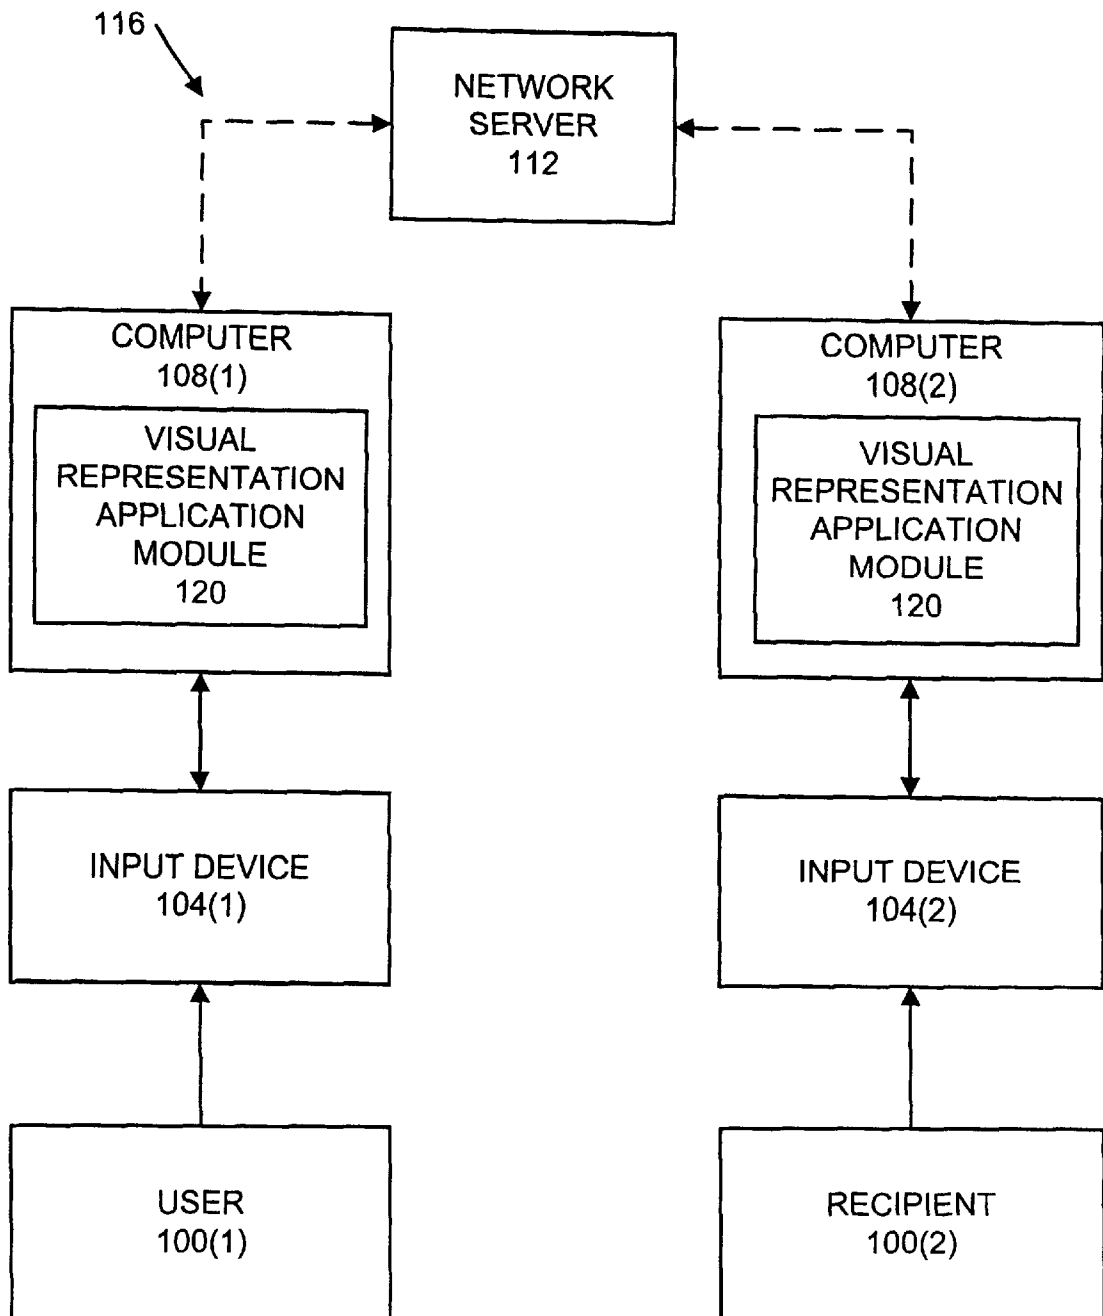 116
NETWORK
SERVER
112
COMPUTER
108(1)
VISUAL
REPRESENTATION
APPLICATION
MODULE
120
COMPUTER
108(2)
VISUAL
REPRESENTATION
APPLICATION
MODULE
120
INPUT DEVICE
104(1)
INPUT DEVICE
104(2)
USER
100(1)
RECIPIENT
100(2)